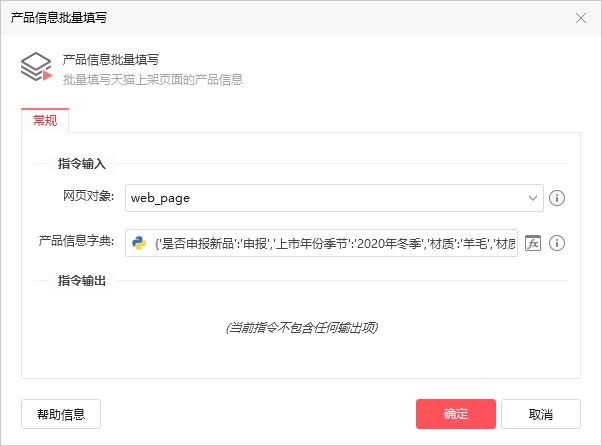 产品信息批量填写
产品信息批量填写
批量填写天猫上架页面的产品信息
常规
指令输入
网页对象:
web_page
产品信息字典:
{'是否申报新品':'申报','上市年份季节':'2020年冬季','材质':'羊毛','材质
指令输出
(当前指令不包含任何输出项)
帮助信息
确定
取消